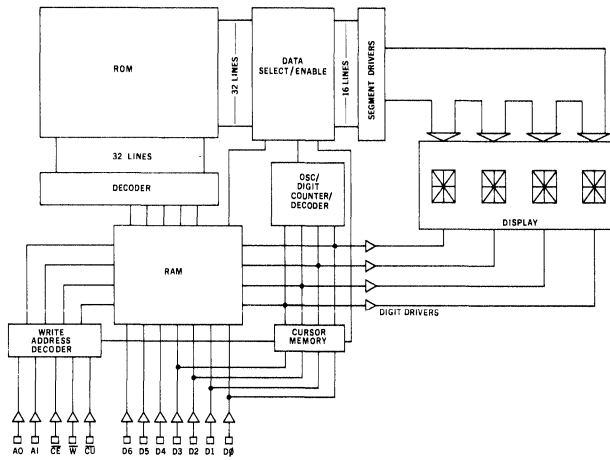 ROM
32 LINES
DATA
SELECT/ENABLE
16 LINES
SEGMENT DRIVERS
32 LINES
DECODER
OSC/
DIGIT
COUNTER/
DECODER
DISPLAY
RAM
DIGIT DRIVERS
WRITE
ADDRESS
DECODER
CURSOR
MEMORY
A0 A1 CE W CU D6 D5 D4 D3 D2 D1 DØ